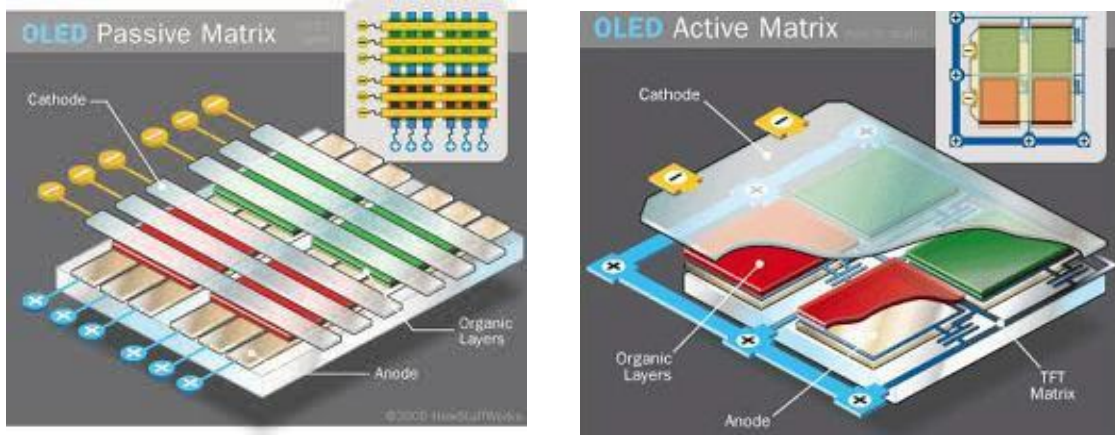 OLED Passive Matrix
Cathode
Organic
Layers
Anode
OLED Active Matrix
Cathode
Organic
Layers
Anode
TFT
Matrix